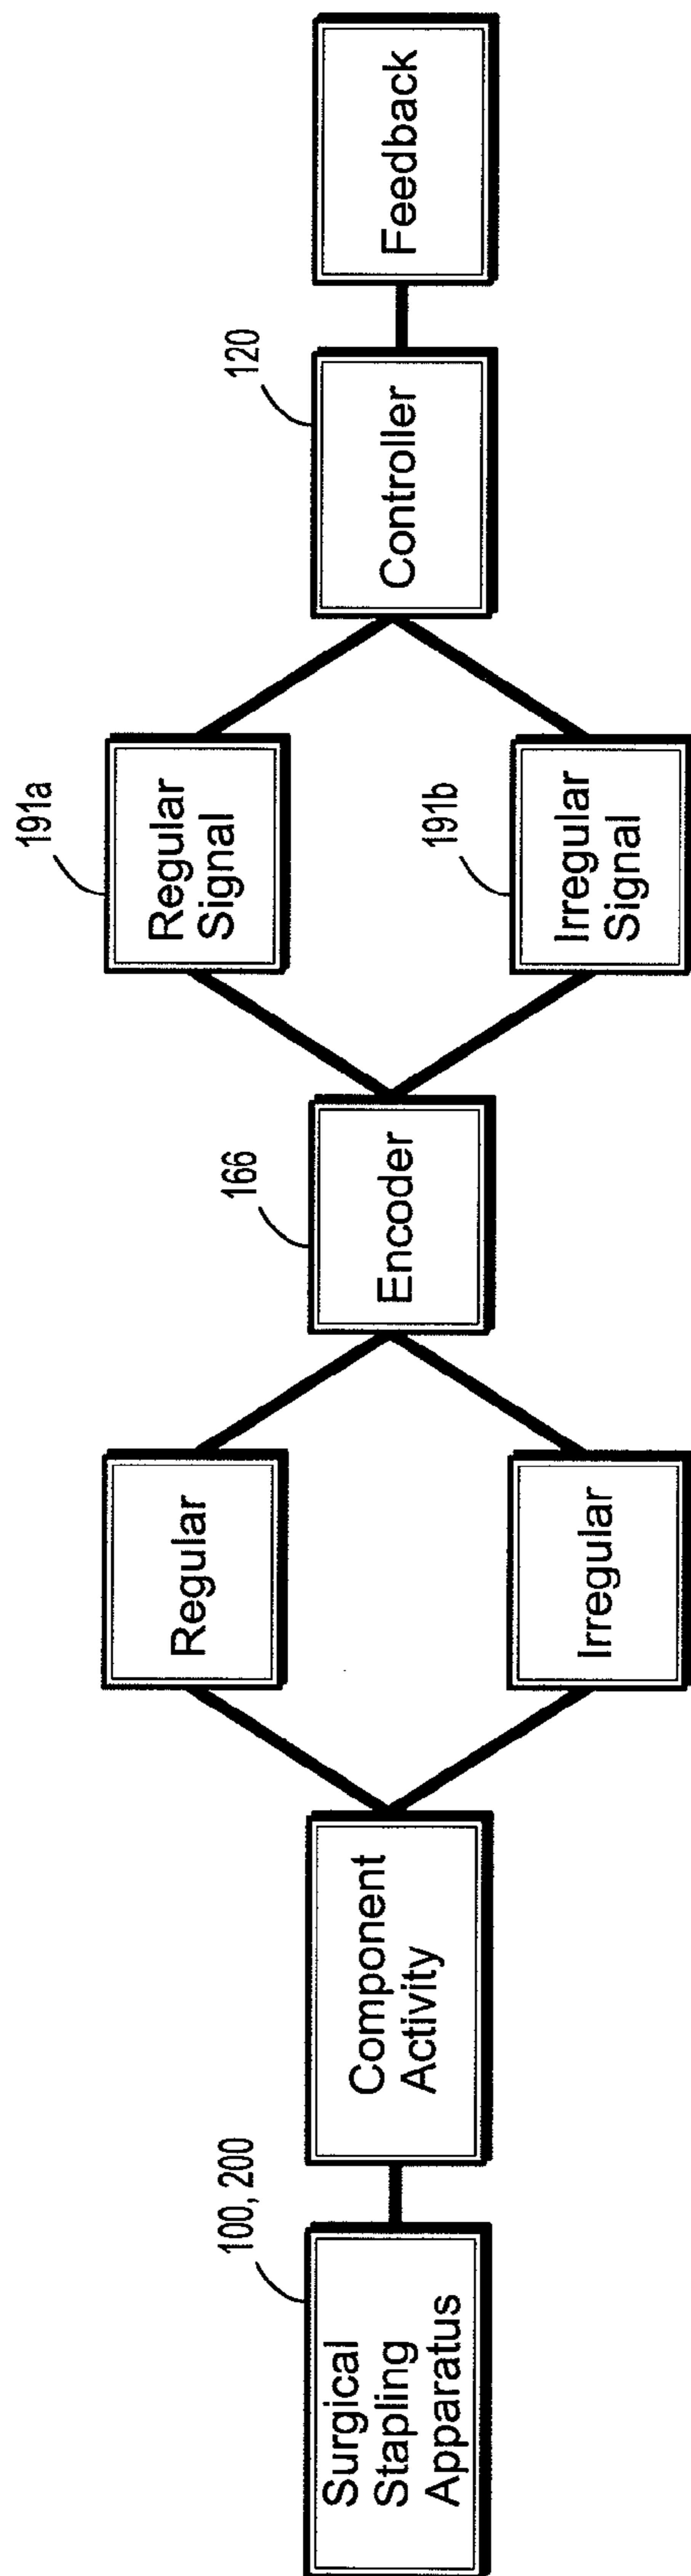 100, 200
Surgical
Stapling
Apparatus
Component
Activity
Regular
Irregular
166
Encoder
191a
Regular
Signal
191b
Irregular
Signal
120
Controller
Feedback